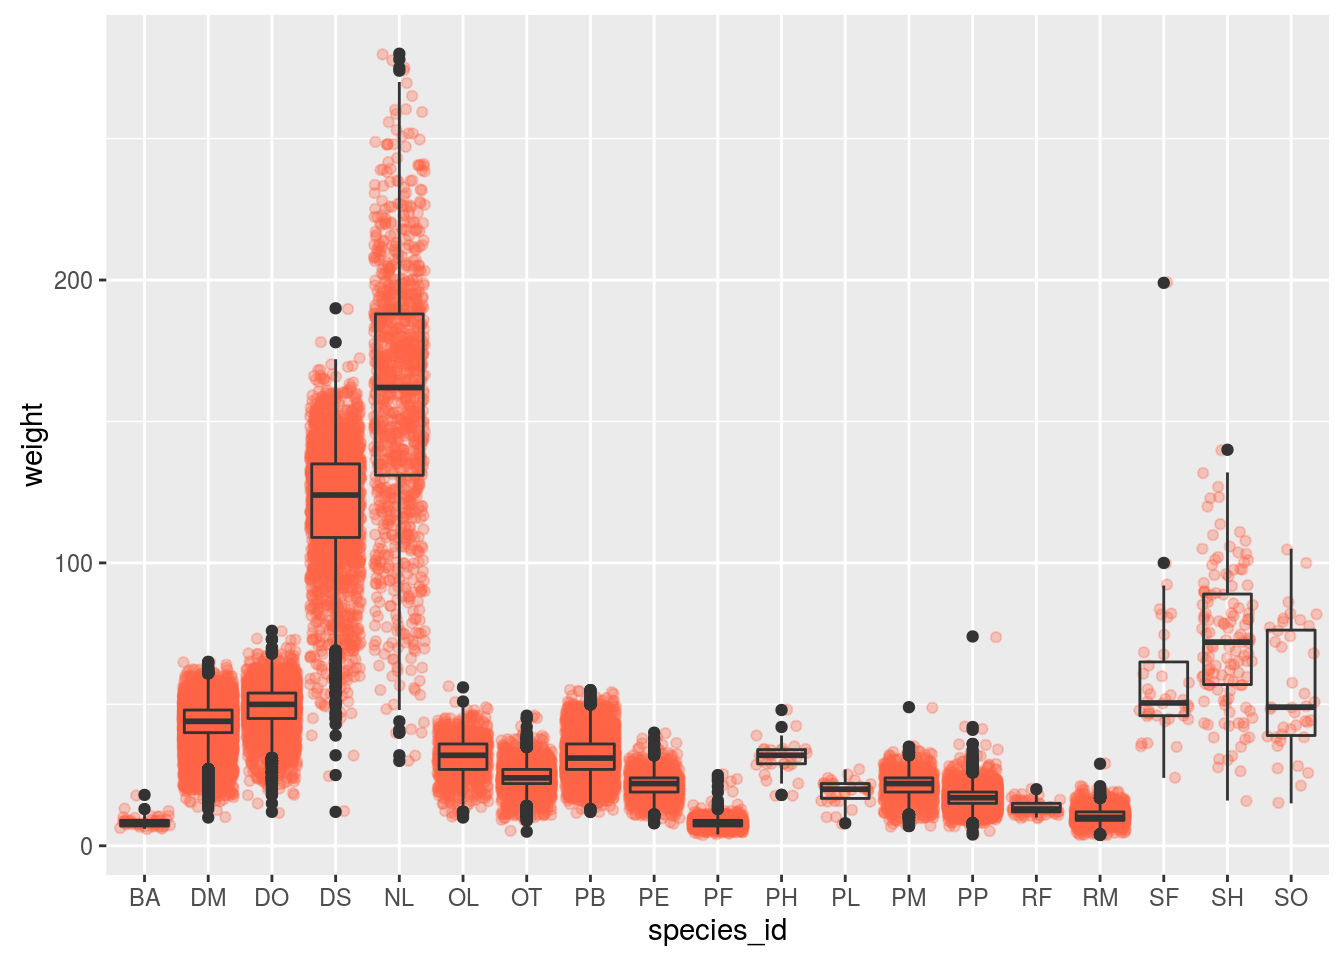 weight
200
100
0
BA DM DO DS NL OL OT PB PE PF PH PL PM PP RF RM SF SH SO
species_id